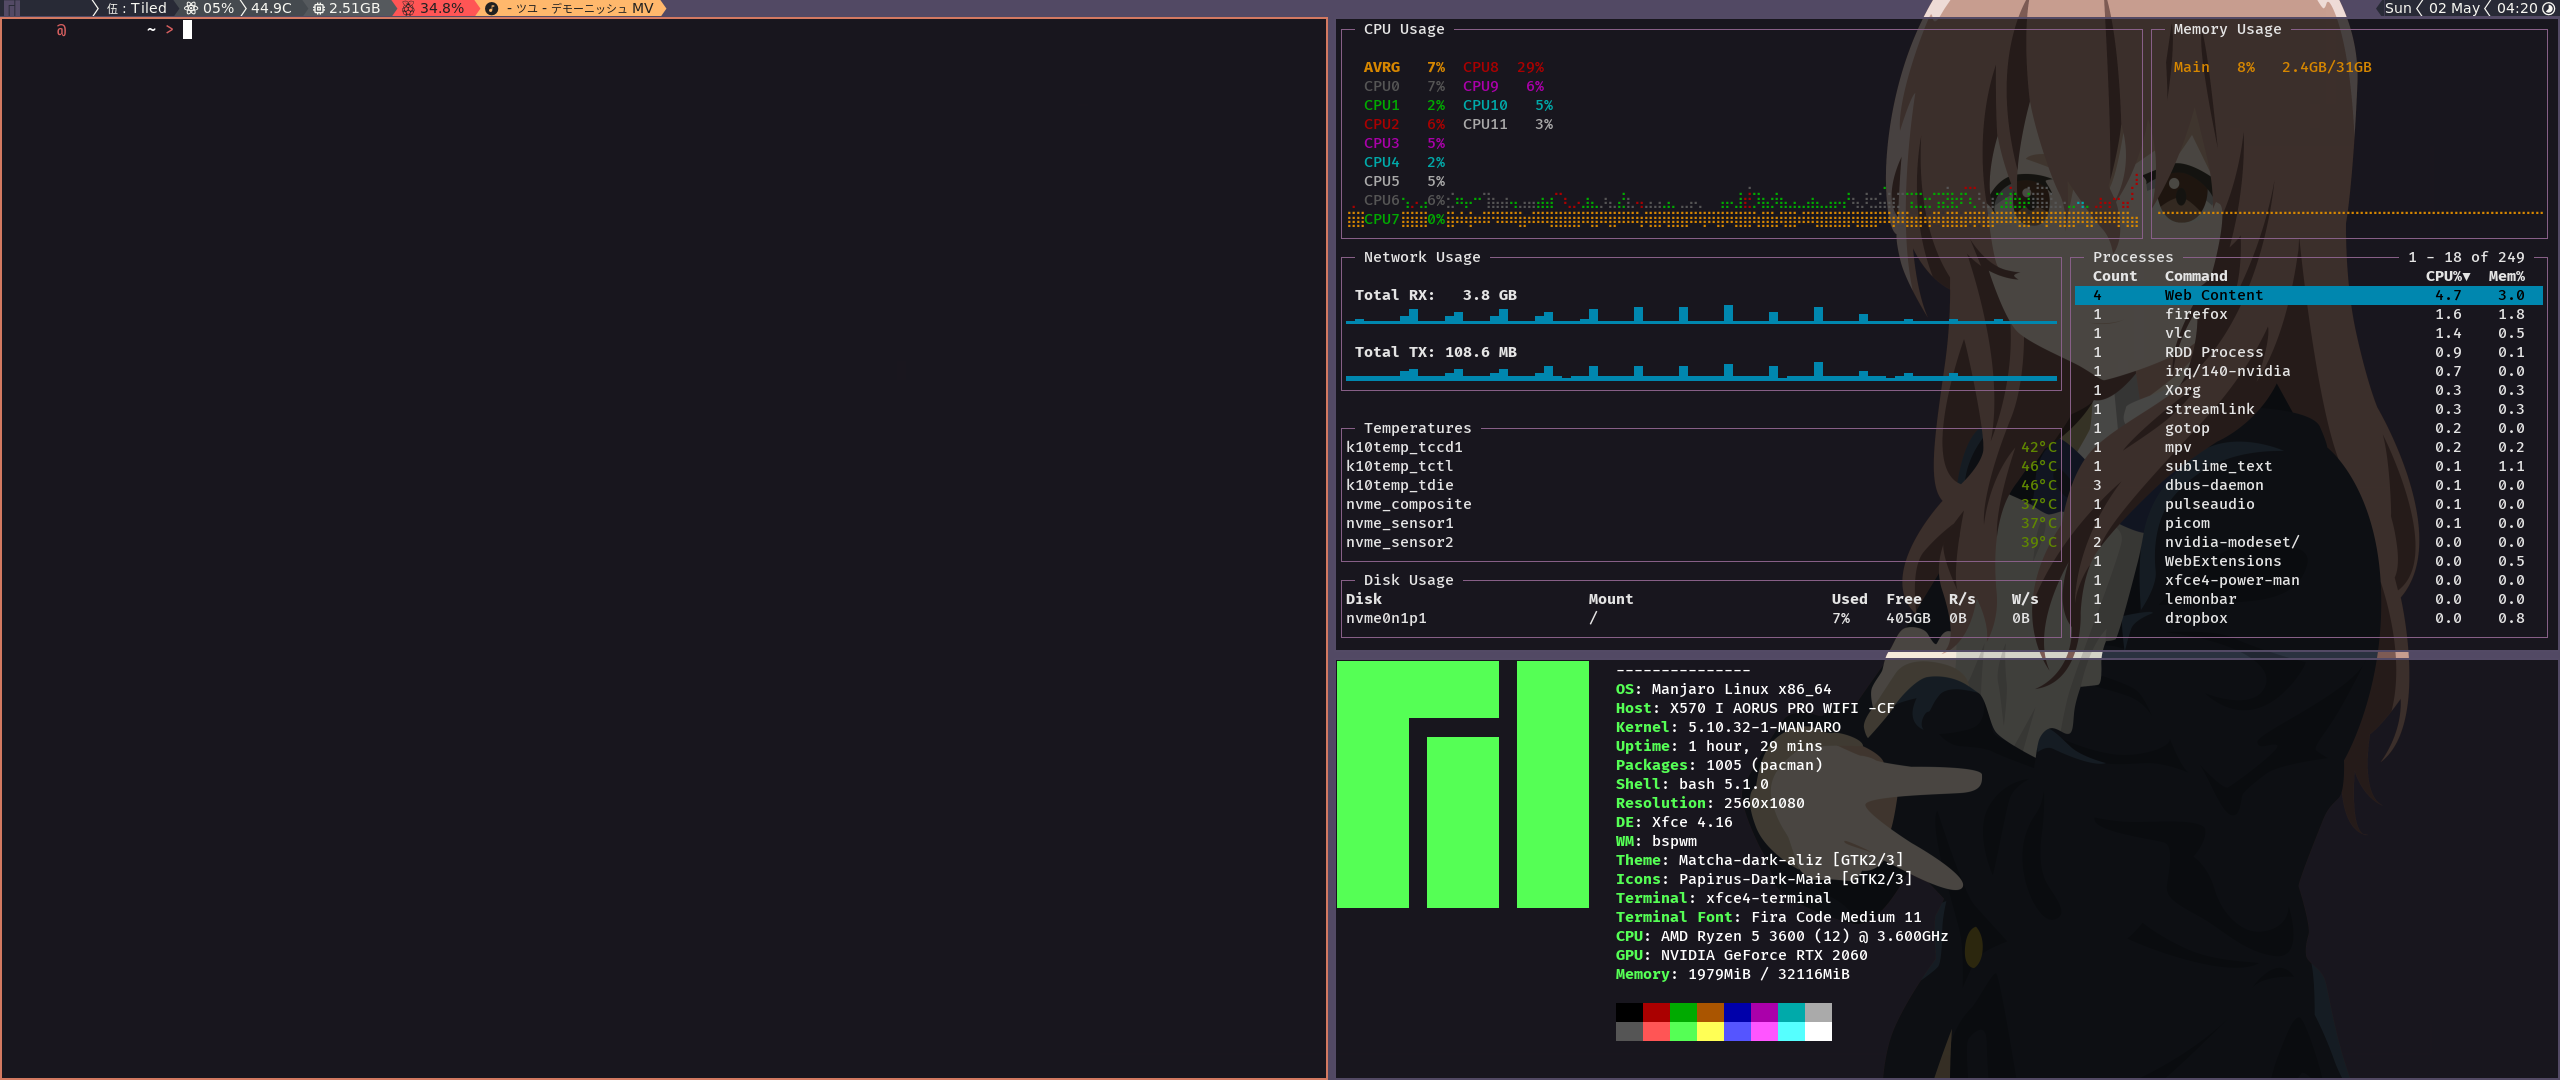 伍 : Tiled 05% 44.9C 2.51GB 34.8% - ツユ - デモーニッシュ MV
Sun 02 May 04:20
@ ~ >
CPU Usage
AVRG 7% CPU8 29%
CPU0 7% CPU9 6%
CPU1 2% CPU10 5%
CPU2 6% CPU11 3%
CPU3 5%
CPU4 2%
CPU5 5%
CPU6 6%
CPU7 0%
Memory Usage
Main 8% 2.4GB/31GB
Network Usage
Total RX: 3.8 GB
Total TX: 108.6 MB
Temperatures
k10temp_tccd1 42°C
k10temp_tctl 46°C
k10temp_tdie 46°C
nvme_composite 37°C
nvme_sensor1 37°C
nvme_sensor2 39°C
Disk Usage
Disk Mount Used Free R/s W/s
nvme0n1p1 / 7% 405GB 0B 0B
Processes 1 - 18 of 249
Count Command CPU%▼ Mem%
4 Web Content 4.7 3.0
1 firefox 1.6 1.8
1 vlc 1.4 0.5
1 RDD Process 0.9 0.1
1 irq/140-nvidia 0.7 0.0
1 Xorg 0.3 0.3
1 streamlink 0.3 0.3
1 gotop 0.2 0.0
1 mpv 0.2 0.2
1 sublime_text 0.1 1.1
3 dbus-daemon 0.1 0.0
1 pulseaudio 0.1 0.0
1 picom 0.1 0.0
2 nvidia-modeset/ 0.0 0.0
1 WebExtensions 0.0 0.5
1 xfce4-power-man 0.0 0.0
1 lemonbar 0.0 0.0
1 dropbox 0.0 0.8
---------------
OS: Manjaro Linux x86_64
Host: X570 I AORUS PRO WIFI -CF
Kernel: 5.10.32-1-MANJARO
Uptime: 1 hour, 29 mins
Packages: 1005 (pacman)
Shell: bash 5.1.0
Resolution: 2560x1080
DE: Xfce 4.16
WM: bspwm
Theme: Matcha-dark-aliz [GTK2/3]
Icons: Papirus-Dark-Maia [GTK2/3]
Terminal: xfce4-terminal
Terminal Font: Fira Code Medium 11
CPU: AMD Ryzen 5 3600 (12) @ 3.600GHz
GPU: NVIDIA GeForce RTX 2060
Memory: 1979MiB / 32116MiB